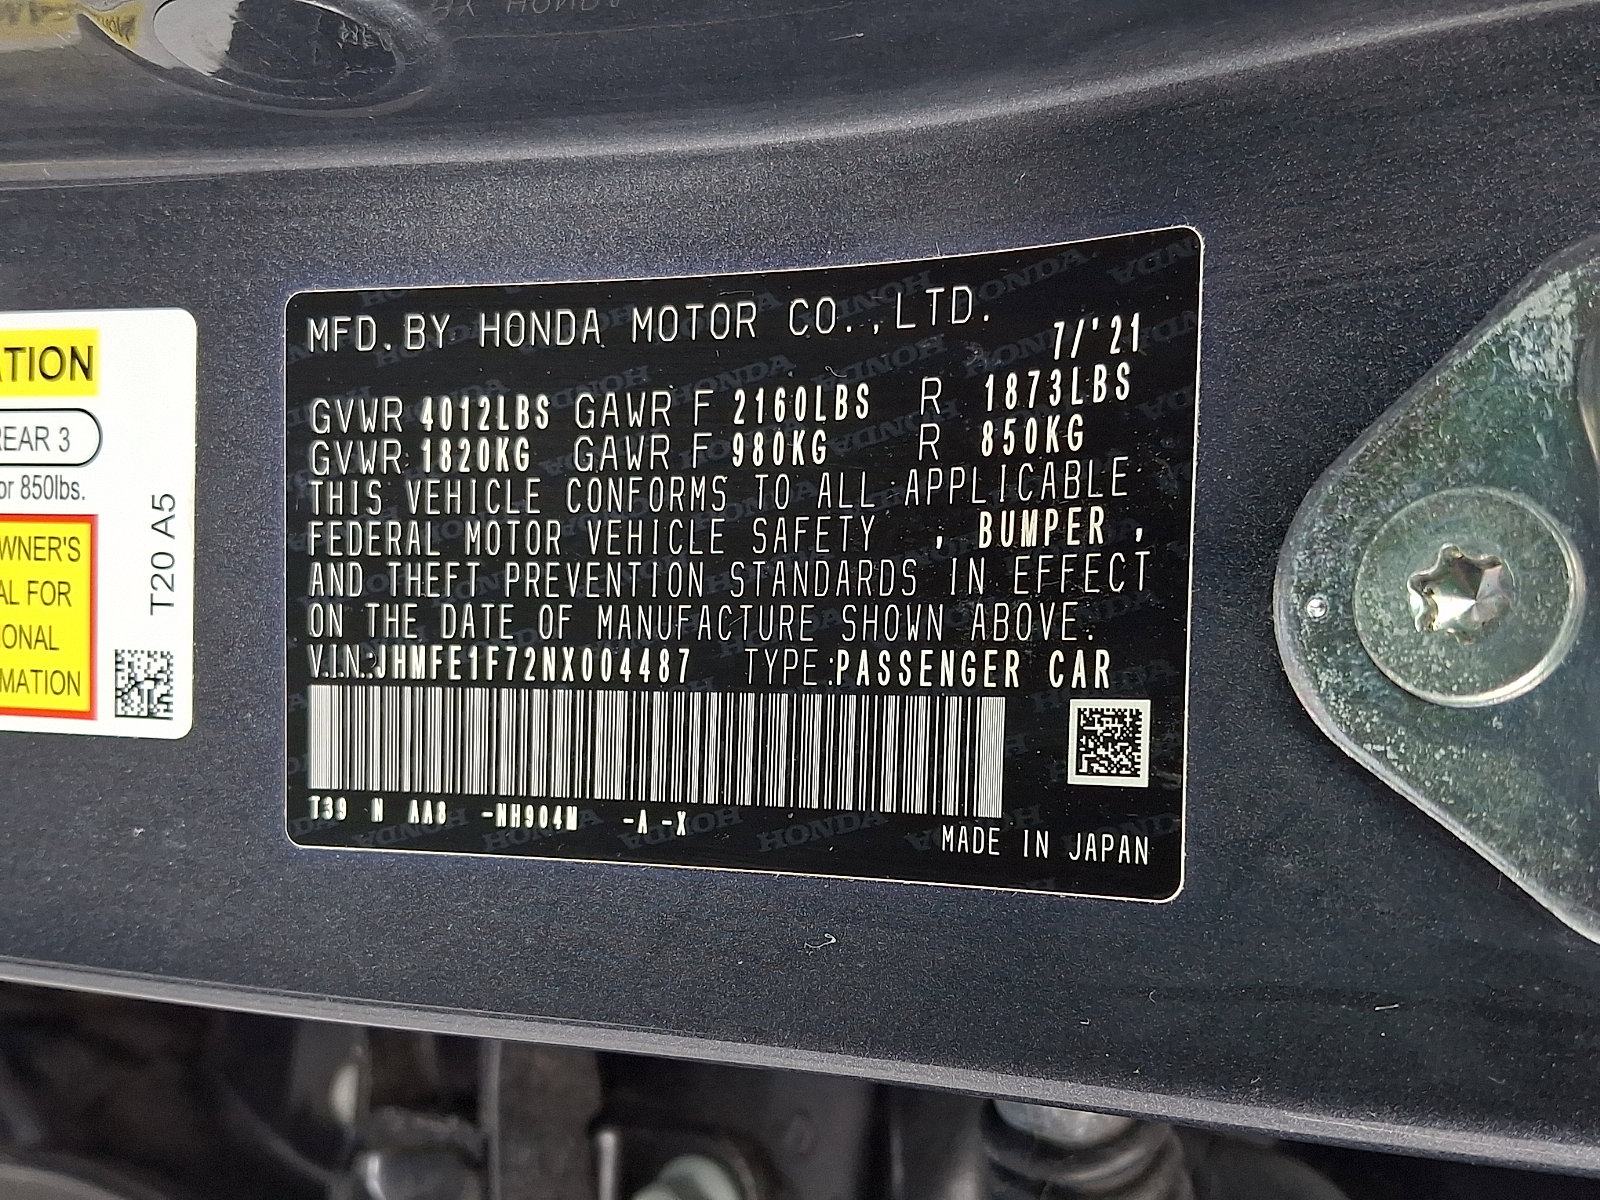 MFD. BY HONDA MOTOR CO., LTD.
7/'21
GVWR 4012LBS GAWR F 2160LBS R 1873LBS
GVWR 1820KG GAWR F 980KG R 850KG
THIS VEHICLE CONFORMS TO ALL APPLICABLE
FEDERAL MOTOR VEHICLE SAFETY , BUMPER ,
AND THEFT PREVENTION STANDARDS IN EFFECT
ON THE DATE OF MANUFACTURE SHOWN ABOVE.
V.I.N.:JHMFE1F72NX004487 TYPE:PASSENGER CAR
T39 N AA8 -NH904M -A -X
MADE IN JAPAN
ATION
REAR 3
or 850lbs.
WNER'S
AL FOR
IONAL
MATION
T20 A5